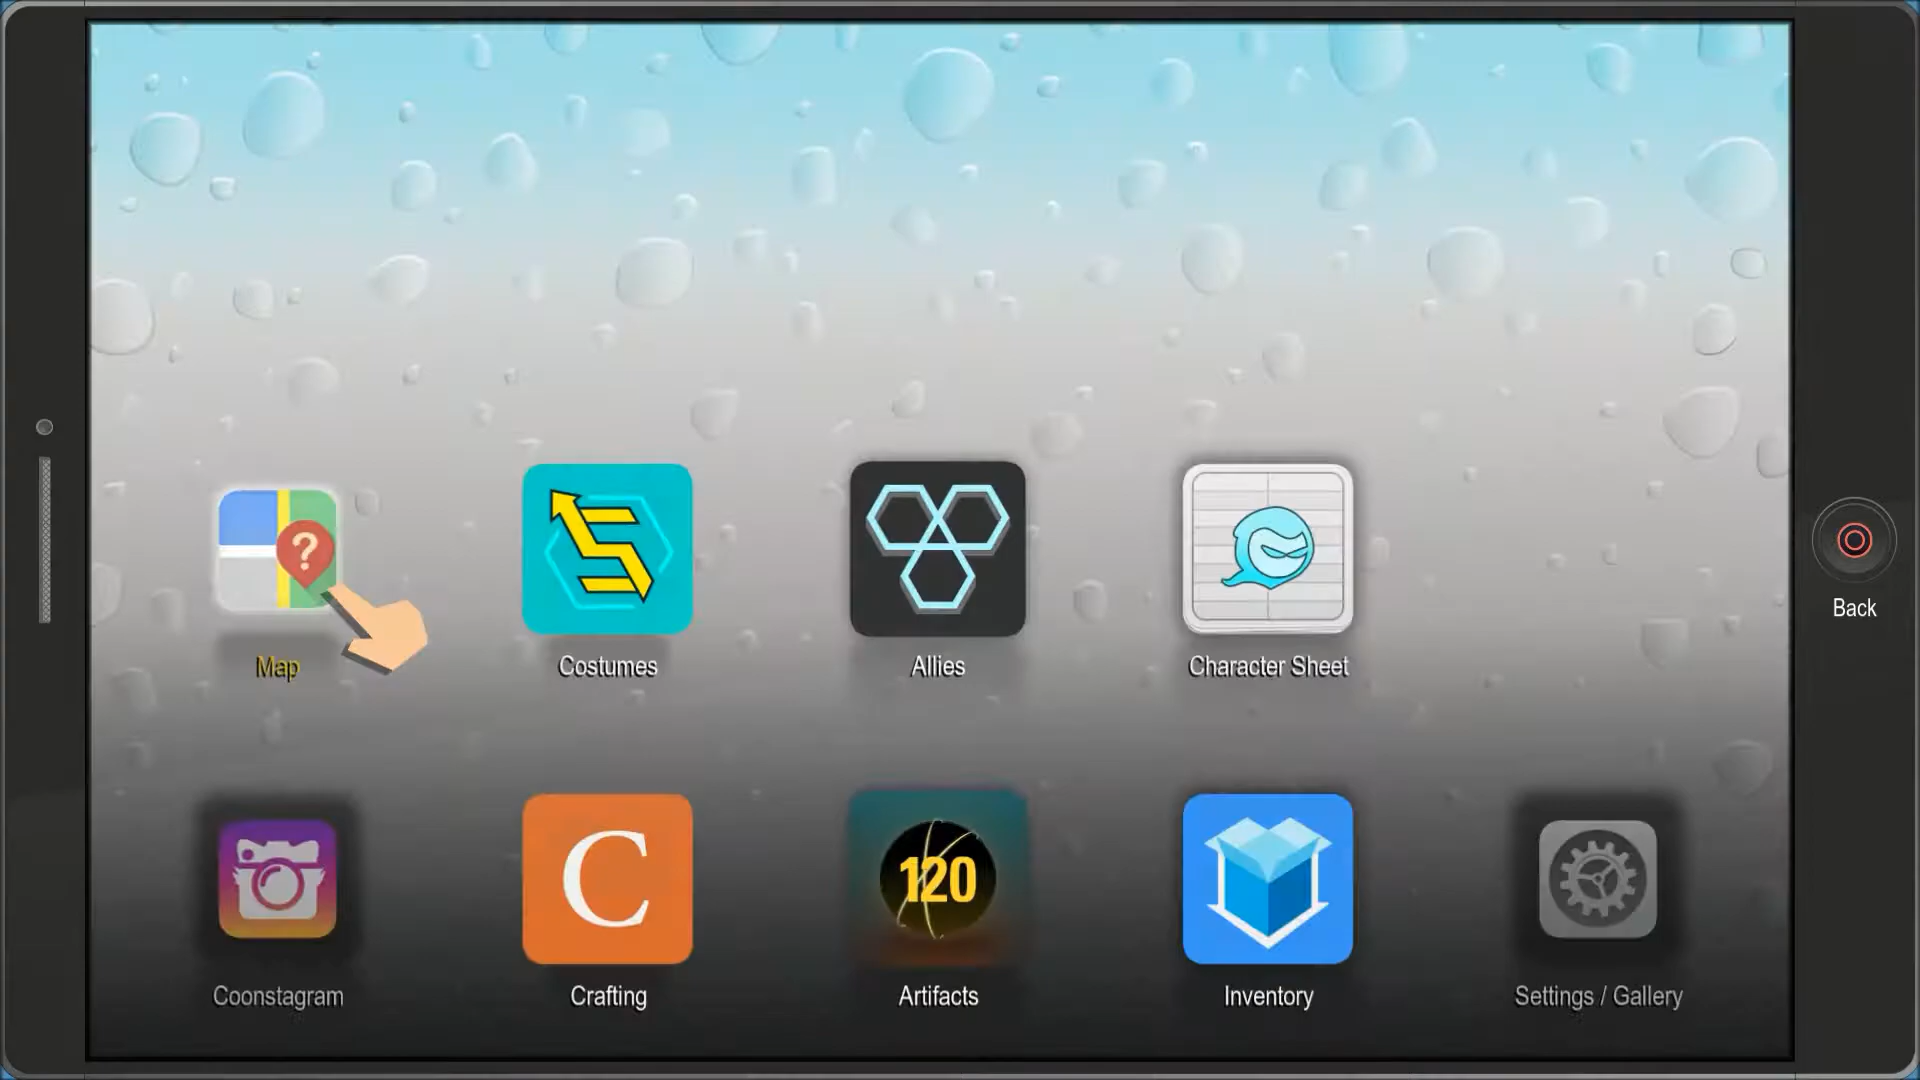 ?
Map
Costumes
Allies
Character Sheet
Back
C
120
Coonstagram
Crafting
Artifacts
Inventory
Settings / Gallery